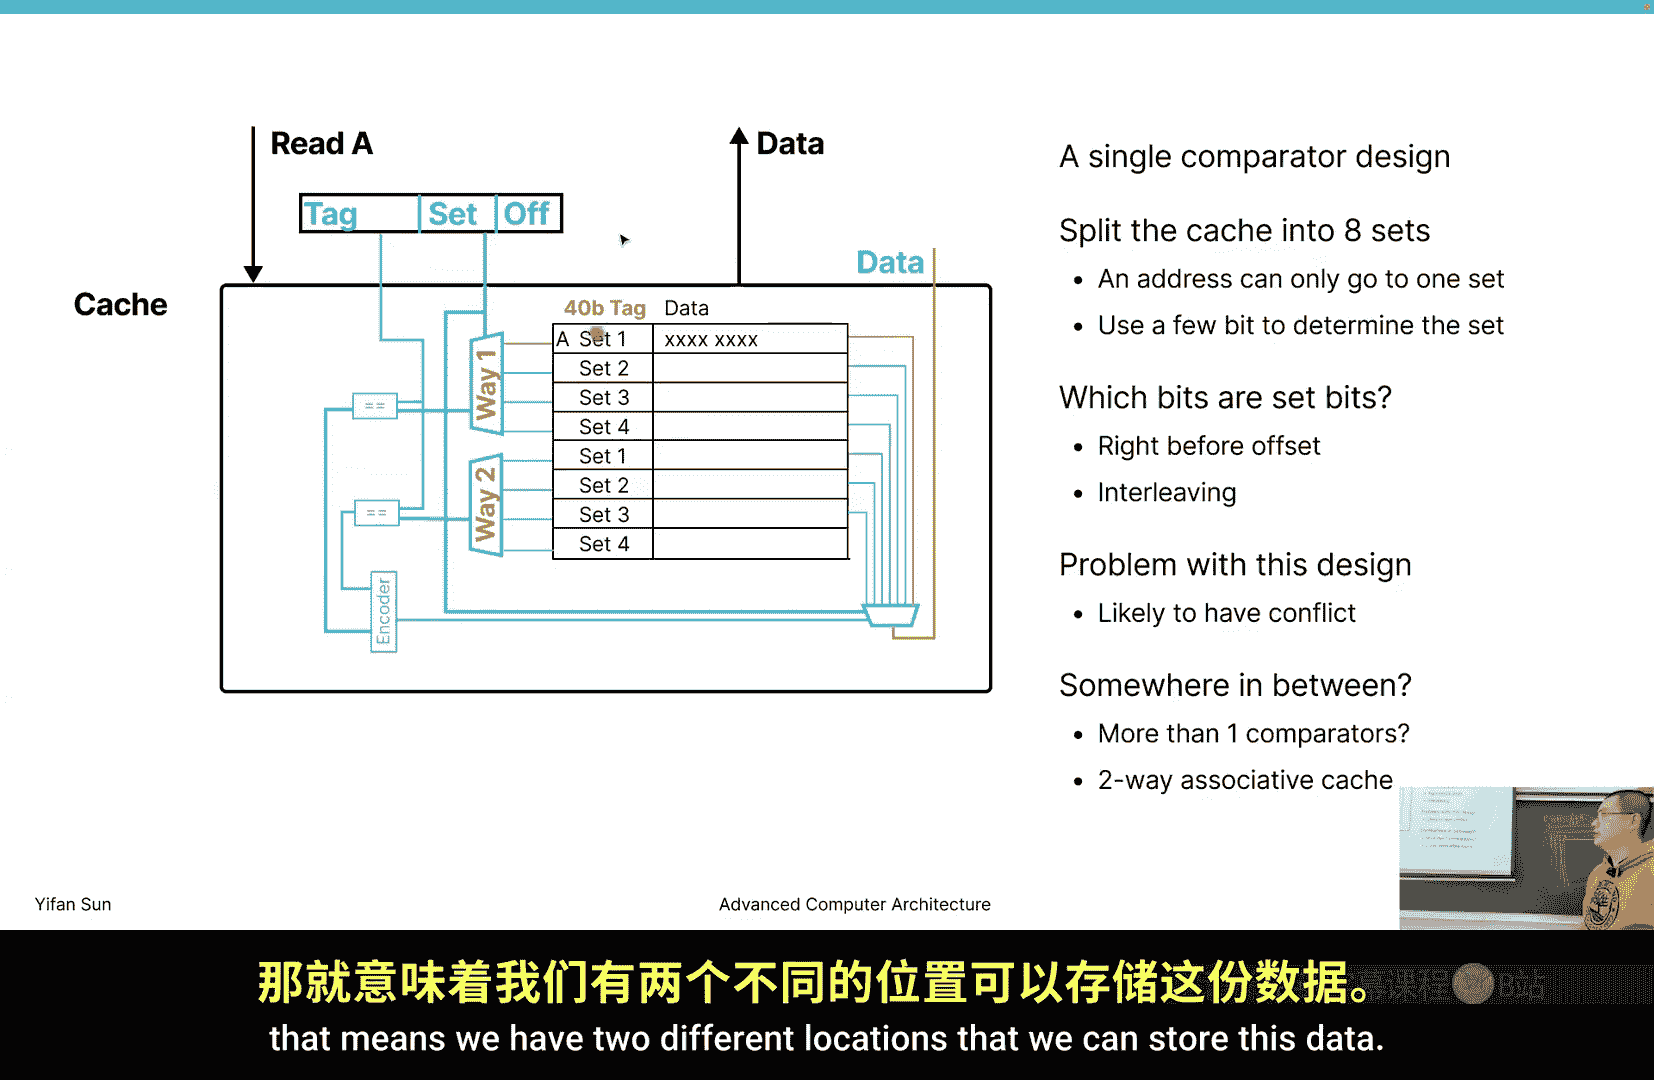 Read A
Data
Tag Set Off
Data
Cache
40b Tag Data
A Set 1 xxxx xxxx
Set 2
Set 3
Set 4
Set 1
Set 2
Set 3
Set 4
Way 1
Way 2
==
==
Encoder
A single comparator design
Split the cache into 8 sets
• An address can only go to one set
• Use a few bit to determine the set
Which bits are set bits?
• Right before offset
• Interleaving
Problem with this design
• Likely to have conflict
Somewhere in between?
• More than 1 comparators?
• 2-way associative cache
Yifan Sun
Advanced Computer Architecture
那就意味着我们有两个不同的位置可以存储这份数据。
课程
B站
that means we have two different locations that we can store this data.